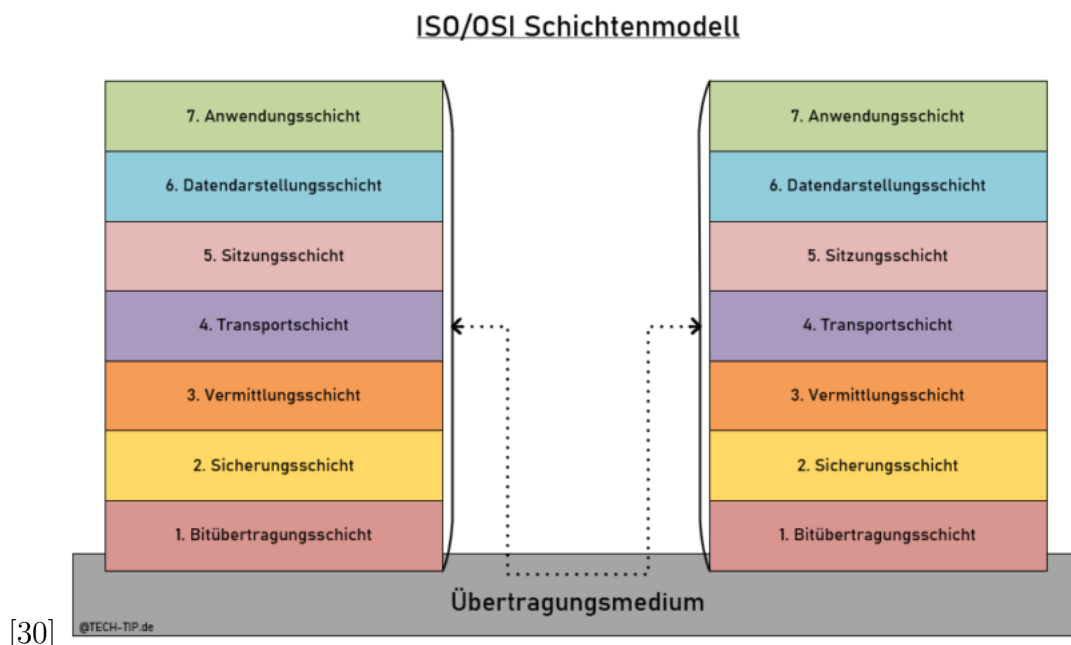 ISO/OSI Schichtenmodell
7. Anwendungsschicht
7. Anwendungsschicht
6. Datendarstellungsschicht
6. Datendarstellungsschicht
5. Sitzungsschicht
5. Sitzungsschicht
4. Transportschicht
4. Transportschicht
3. Vermittlungsschicht
3. Vermittlungsschicht
2. Sicherungsschicht
2. Sicherungsschicht
1. Bitübertragungsschicht
1. Bitübertragungsschicht
Übertragungsmedium
@TECH-TIP.de
[30]